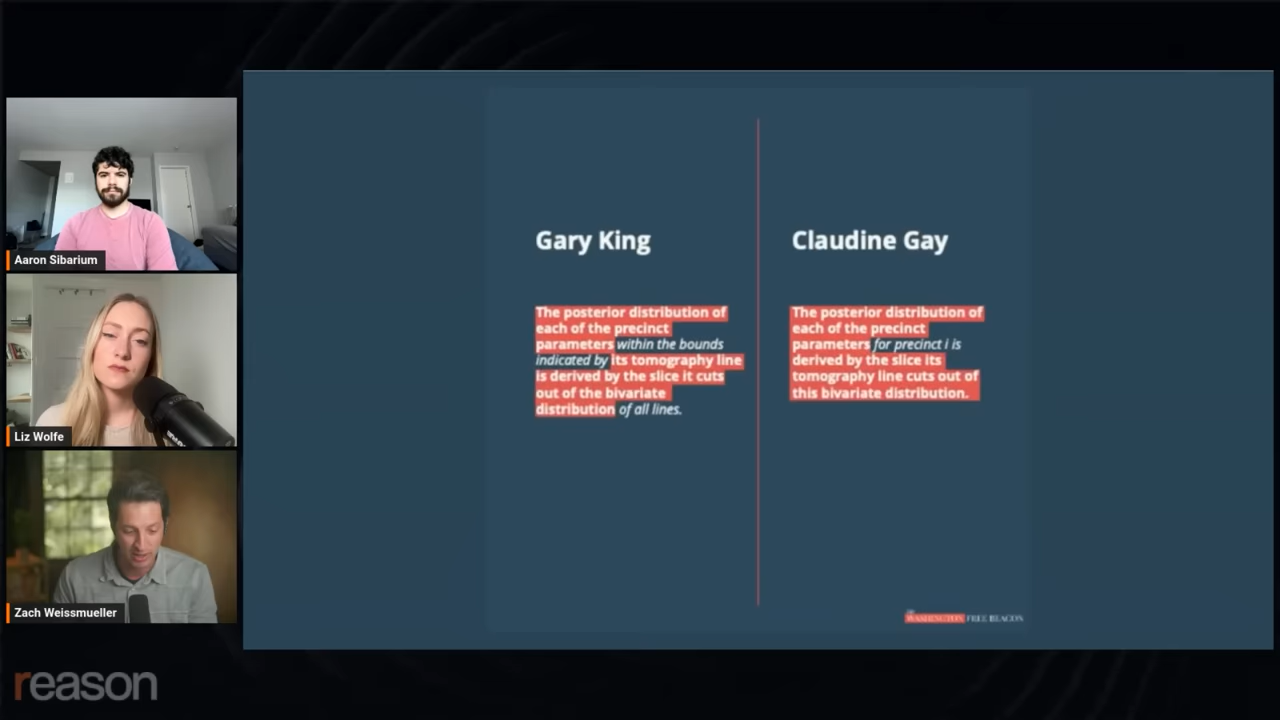 Aaron Sibarium
Liz Wolfe
Zach Weissmueller
reason
Gary King
The posterior distribution of
each of the precinct
parameters within the bounds
indicated by its tomography line
is derived by the slice it cuts
out of the bivariate
distribution of all lines.
Claudine Gay
The posterior distribution of
each of the precinct
parameters for precinct i is
derived by the slice its
tomography line cuts out of
this bivariate distribution.
WASHINGTON FREE BEACON